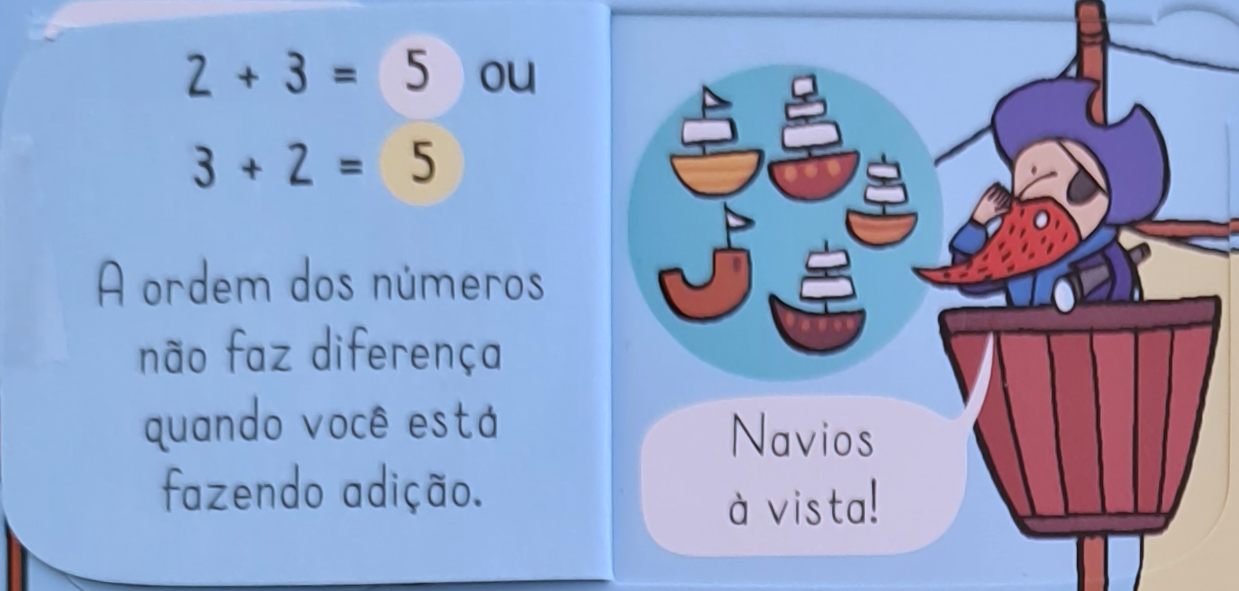 2 + 3 = 5 ou
3 + 2 = 5
A ordem dos números
não faz diferença
quando você está
fazendo adição.
Navios
à vista!